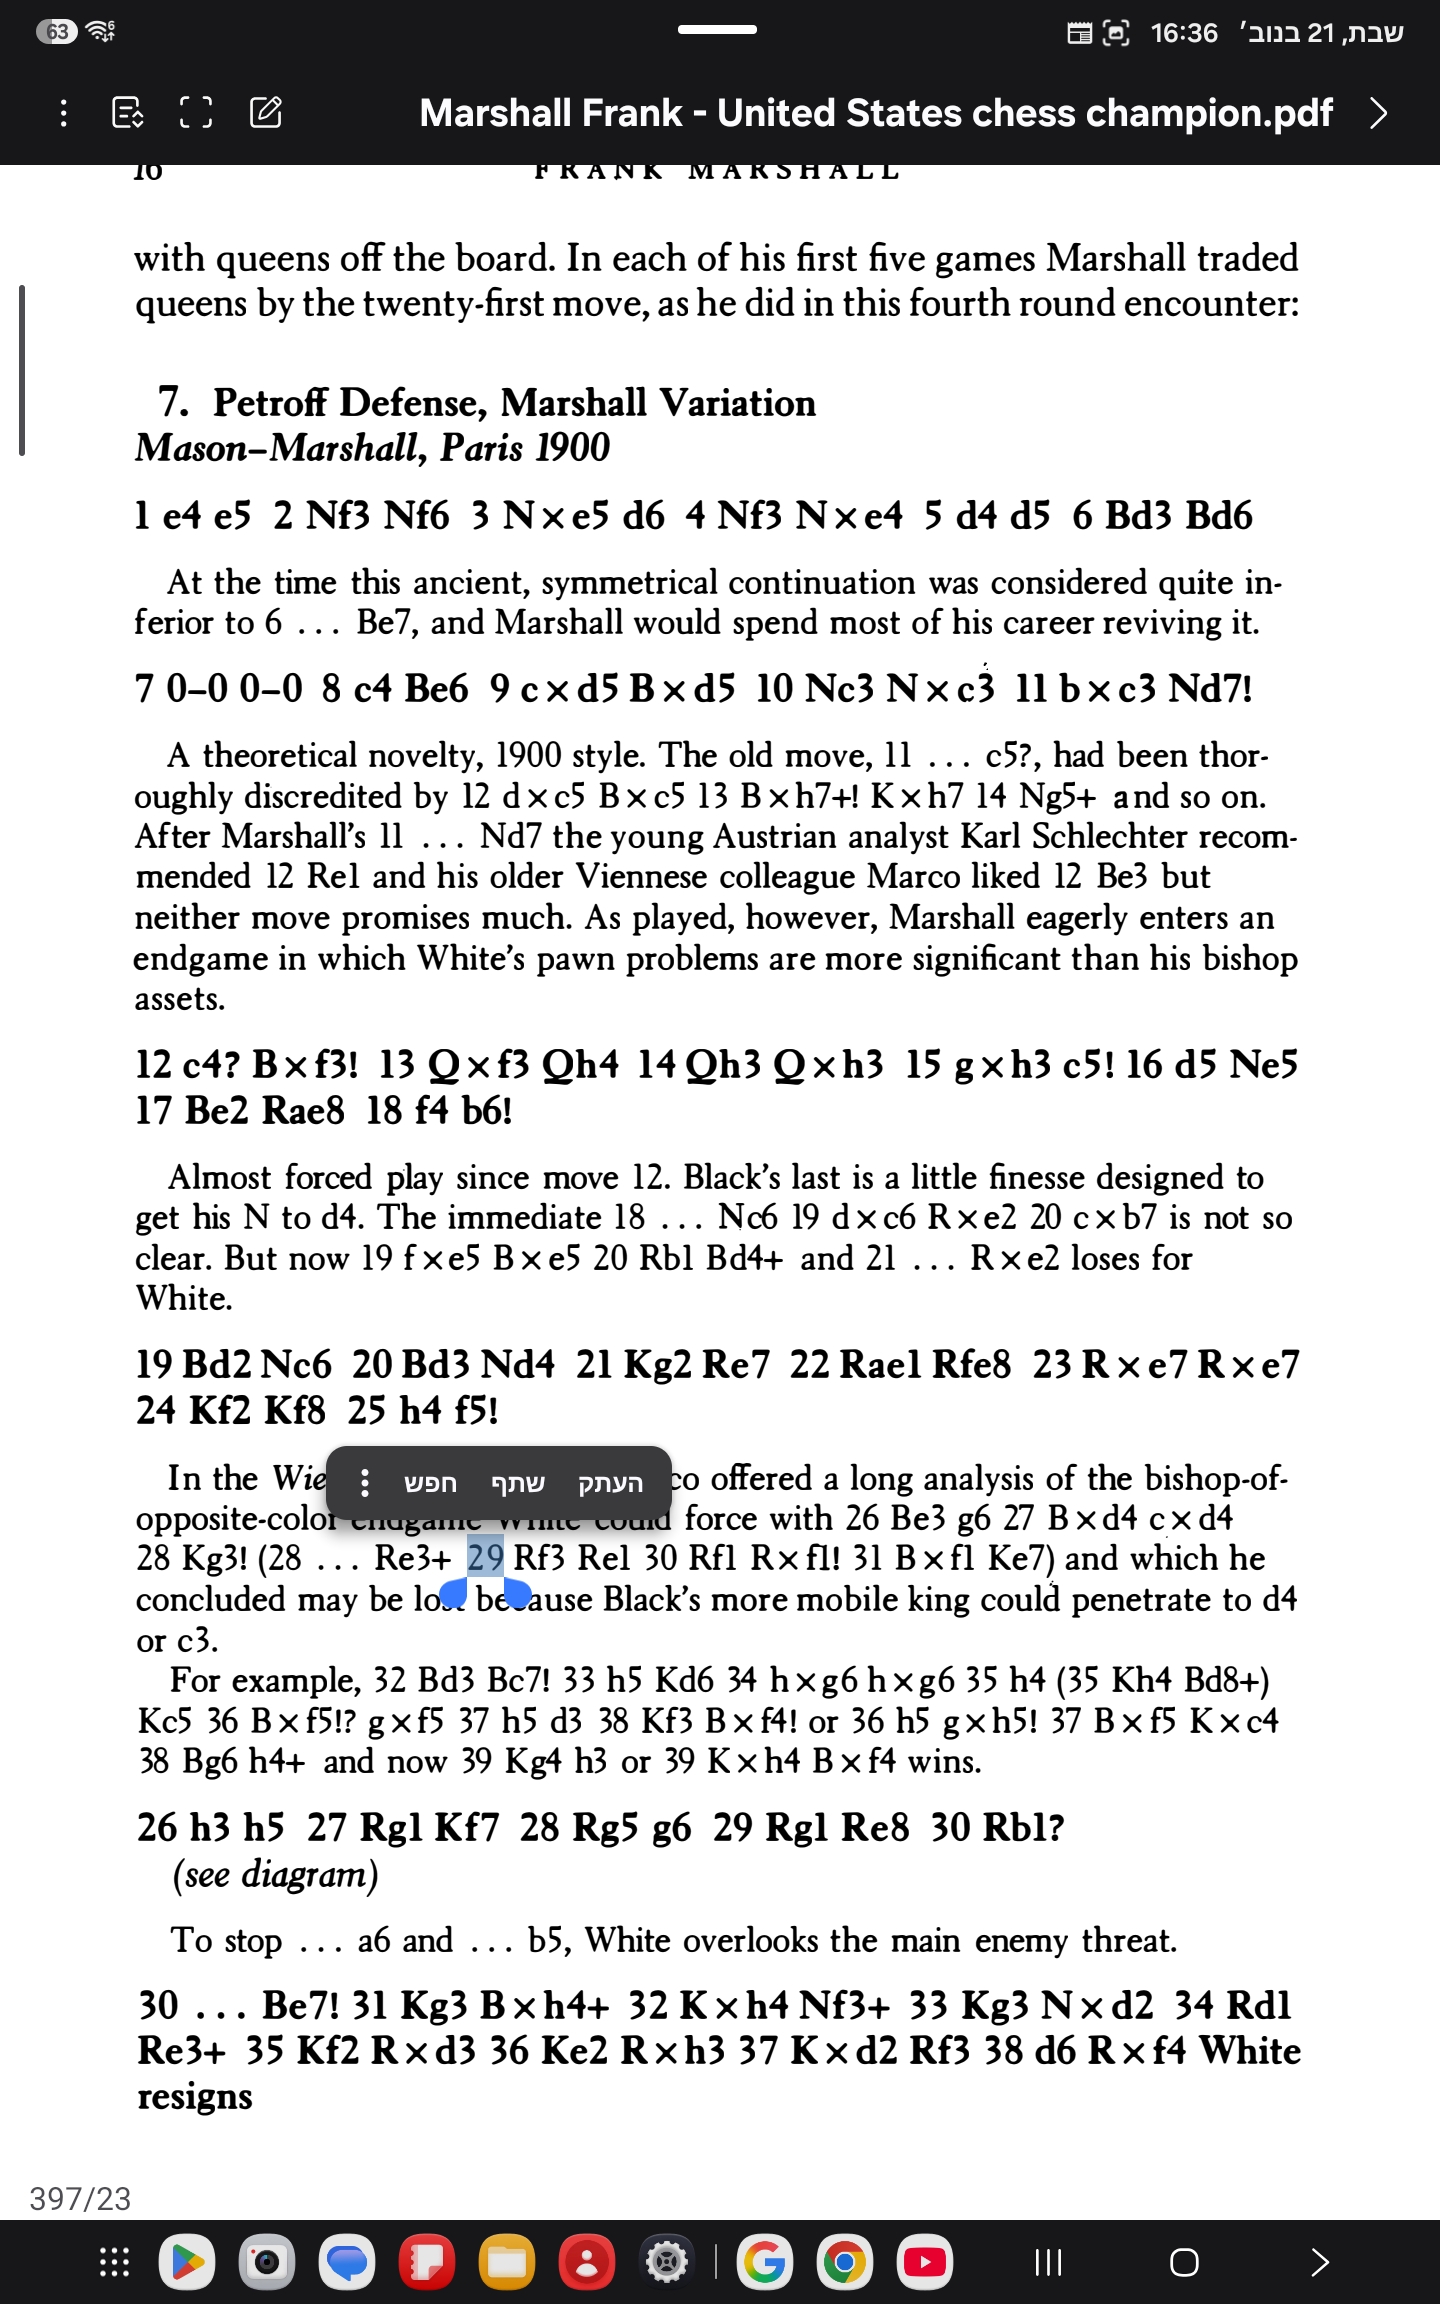 63 6 16:36 שבת, 21 בנוב׳
Marshall Frank - United States chess champion.pdf
16 FRANK MARSHALL
with queens off the board. In each of his first five games Marshall traded
queens by the twenty-first move, as he did in this fourth round encounter:
7. Petroff Defense, Marshall Variation
Mason–Marshall, Paris 1900
1 e4 e5 2 Nf3 Nf6 3 N×e5 d6 4 Nf3 N×e4 5 d4 d5 6 Bd3 Bd6
At the time this ancient, symmetrical continuation was considered quite in-
ferior to 6 ... Be7, and Marshall would spend most of his career reviving it.
7 0–0 0–0 8 c4 Be6 9 c×d5 B×d5 10 Nc3 N×c3 11 b×c3 Nd7!
A theoretical novelty, 1900 style. The old move, 11 ... c5?, had been thor-
oughly discredited by 12 d×c5 B×c5 13 B×h7+! K×h7 14 Ng5+ and so on.
After Marshall's 11 ... Nd7 the young Austrian analyst Karl Schlechter recom-
mended 12 Re1 and his older Viennese colleague Marco liked 12 Be3 but
neither move promises much. As played, however, Marshall eagerly enters an
endgame in which White's pawn problems are more significant than his bishop
assets.
12 c4? B×f3! 13 Q×f3 Qh4 14 Qh3 Q×h3 15 g×h3 c5! 16 d5 Ne5
17 Be2 Rae8 18 f4 b6!
Almost forced play since move 12. Black's last is a little finesse designed to
get his N to d4. The immediate 18 ... Nc6 19 d×c6 R×e2 20 c×b7 is not so
clear. But now 19 f×e5 B×e5 20 Rb1 Bd4+ and 21 ... R×e2 loses for
White.
19 Bd2 Nc6 20 Bd3 Nd4 21 Kg2 Re7 22 Rae1 Rfe8 23 R×e7 R×e7
24 Kf2 Kf8 25 h4 f5!
העתק שתף חפש
In the Wie co offered a long analysis of the bishop-of-
opposite-color endgame White could force with 26 Be3 g6 27 B×d4 c×d4
28 Kg3! (28 ... Re3+ 29 Rf3 Re1 30 Rf1 R×f1! 31 B×f1 Ke7) and which he
concluded may be lost because Black's more mobile king could penetrate to d4
or c3.
For example, 32 Bd3 Bc7! 33 h5 Kd6 34 h×g6 h×g6 35 h4 (35 Kh4 Bd8+)
Kc5 36 B×f5!? g×f5 37 h5 d3 38 Kf3 B×f4! or 36 h5 g×h5! 37 B×f5 K×c4
38 Bg6 h4+ and now 39 Kg4 h3 or 39 K×h4 B×f4 wins.
26 h3 h5 27 Rg1 Kf7 28 Rg5 g6 29 Rg1 Re8 30 Rb1?
(see diagram)
To stop ... a6 and ... b5, White overlooks the main enemy threat.
30 ... Be7! 31 Kg3 B×h4+ 32 K×h4 Nf3+ 33 Kg3 N×d2 34 Rd1
Re3+ 35 Kf2 R×d3 36 Ke2 R×h3 37 K×d2 Rf3 38 d6 R×f4 White
resigns
397/23